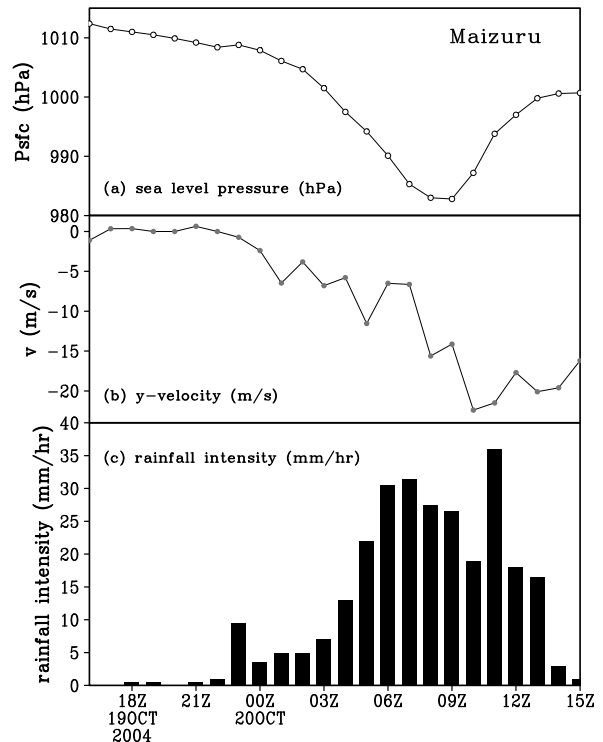 Maizuru
Psfc (hPa)
1010
1000
990
980
(a) sea level pressure (hPa)
v (m/s)
0
−5
−10
−15
−20
(b) y−velocity (m/s)
rainfall intensity (mm/hr)
40
35
30
25
20
15
10
5
0
(c) rainfall intensity (mm/hr)
18Z 21Z 00Z 03Z 06Z 09Z 12Z 15Z
19OCT 20OCT
2004